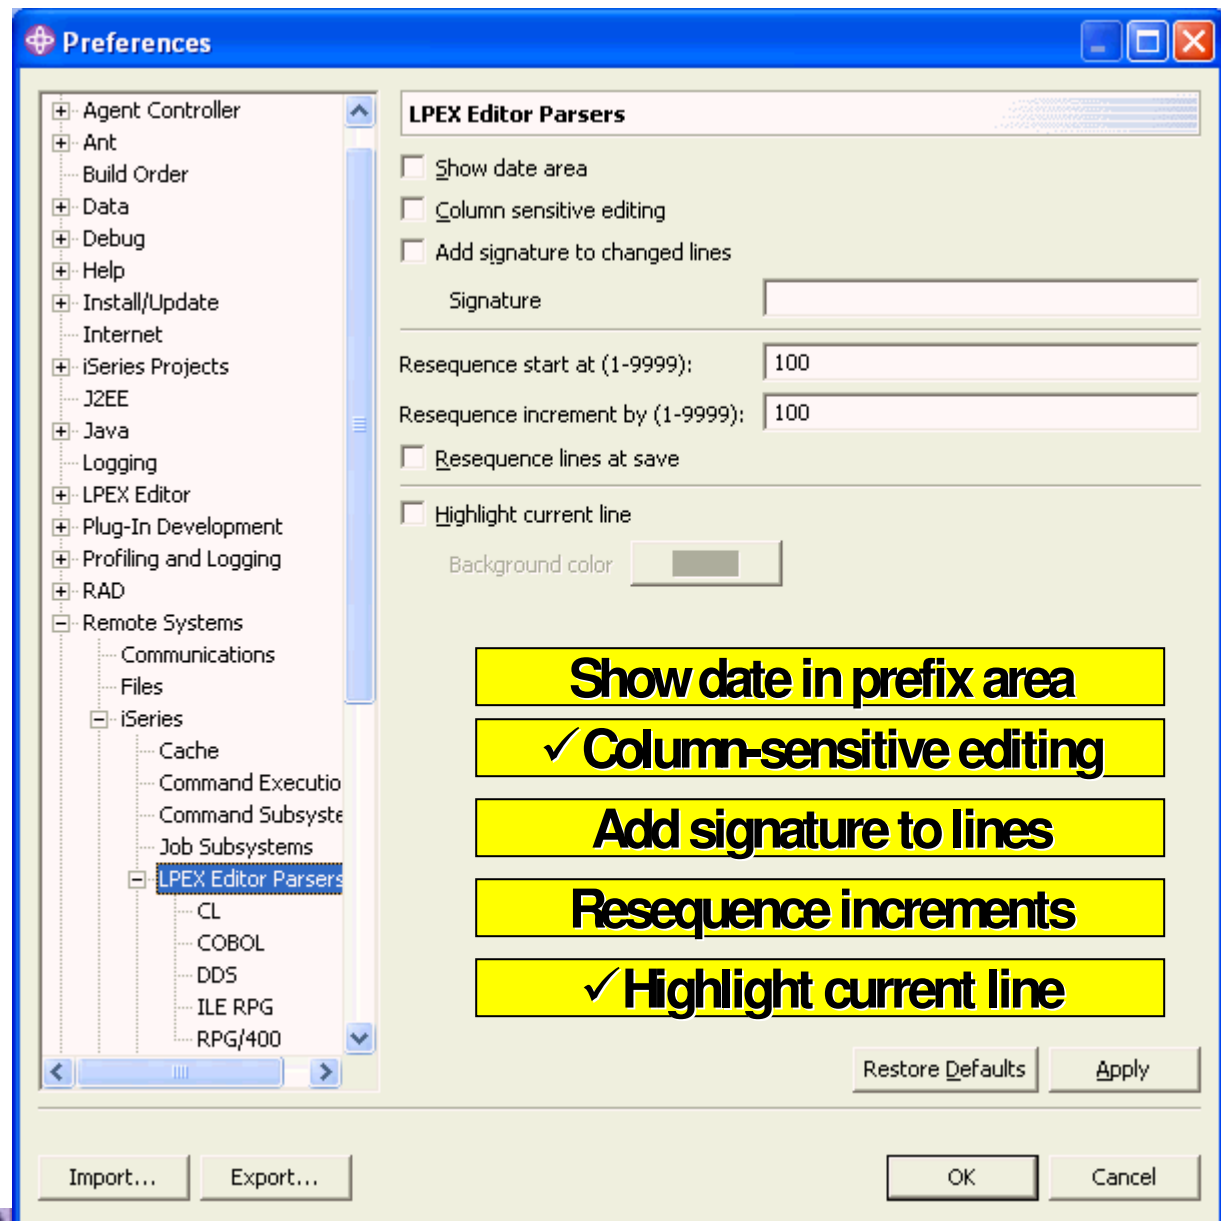 Preferences
Agent Controller
Ant
Build Order
Data
Debug
Help
Install/Update
Internet
iSeries Projects
J2EE
Java
Logging
LPEX Editor
Plug-In Development
Profiling and Logging
RAD
Remote Systems
Communications
Files
iSeries
Cache
Command Executio
Command Subsyste
Job Subsystems
LPEX Editor Parsers
CL
COBOL
DDS
ILE RPG
RPG/400
LPEX Editor Parsers
Show date area
Column sensitive editing
Add signature to changed lines
Signature
Resequence start at (1-9999): 100
Resequence increment by (1-9999): 100
Resequence lines at save
Highlight current line
Background color
Show date in prefix area
✓Column-sensitive editing
Add signature to lines
Resequence increments
✓Highlight current line
Restore Defaults Apply
Import... Export... OK Cancel